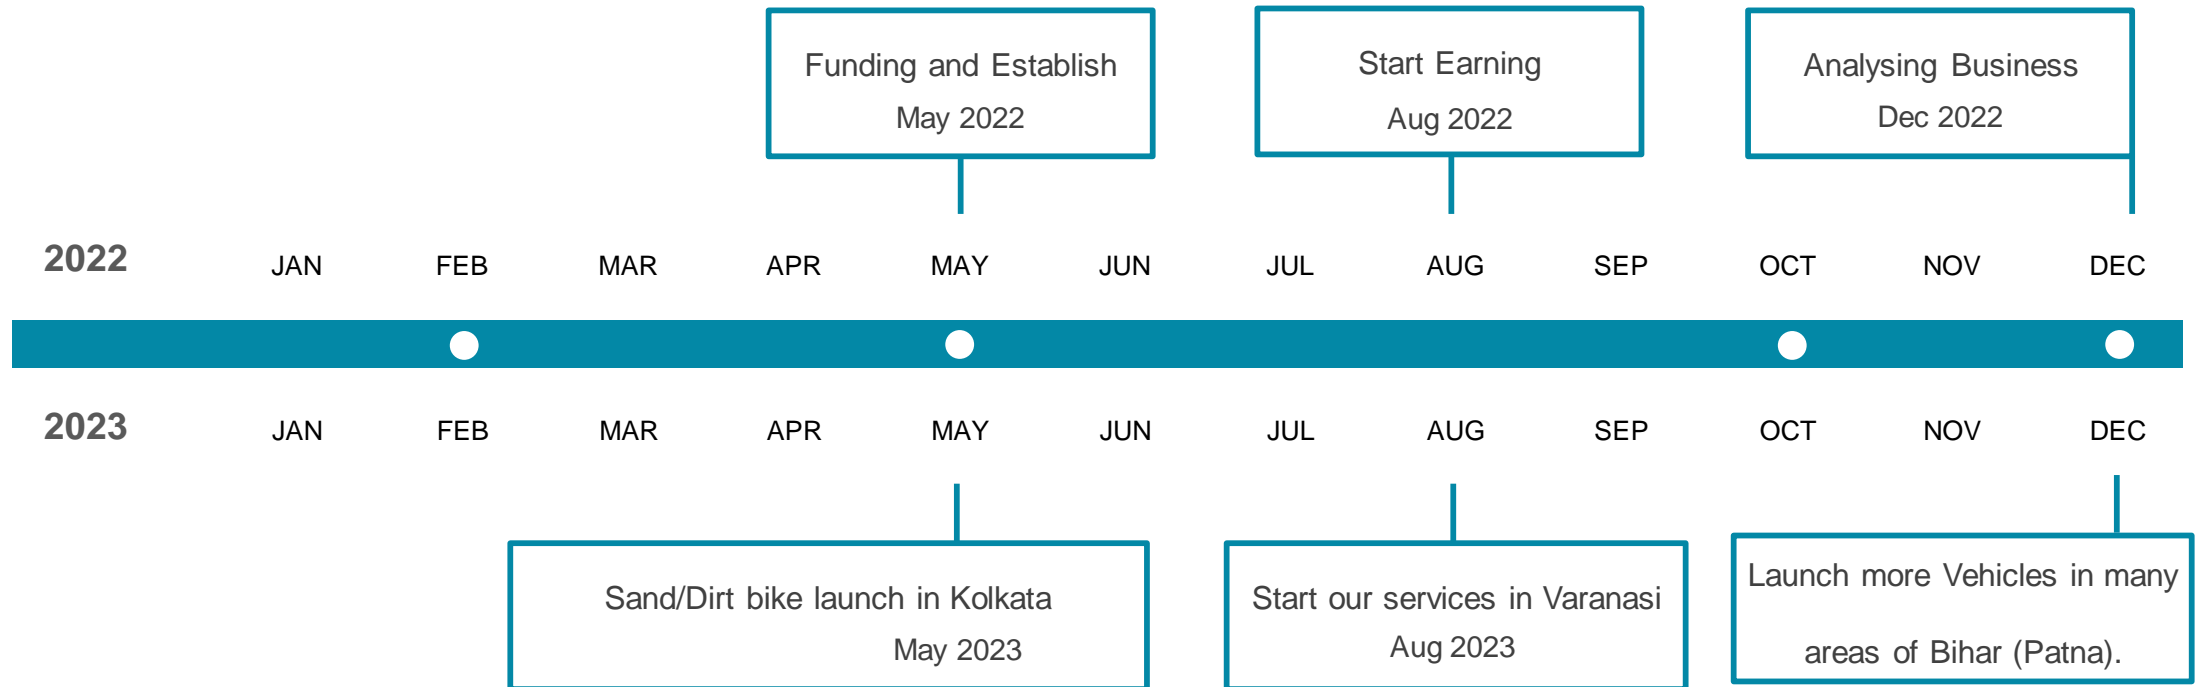 Funding and Establish
May 2022
Start Earning
Aug 2022
Analysing Business
Dec 2022
2022 JAN FEB MAR APR MAY JUN JUL AUG SEP OCT NOV DEC
2023 JAN FEB MAR APR MAY JUN JUL AUG SEP OCT NOV DEC
Sand/Dirt bike launch in Kolkata
May 2023
Start our services in Varanasi
Aug 2023
Launch more Vehicles in many
areas of Bihar (Patna).